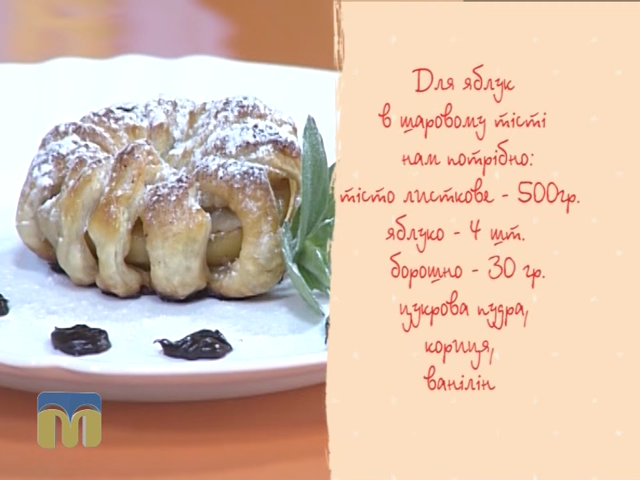 Для яблук
в шаровому тісті
нам потрібно:
тісто листкове - 500гр.
яблуко - 4 шт.
борошно - 30 гр.
цукрова пудра,
кориця,
ванілін
M